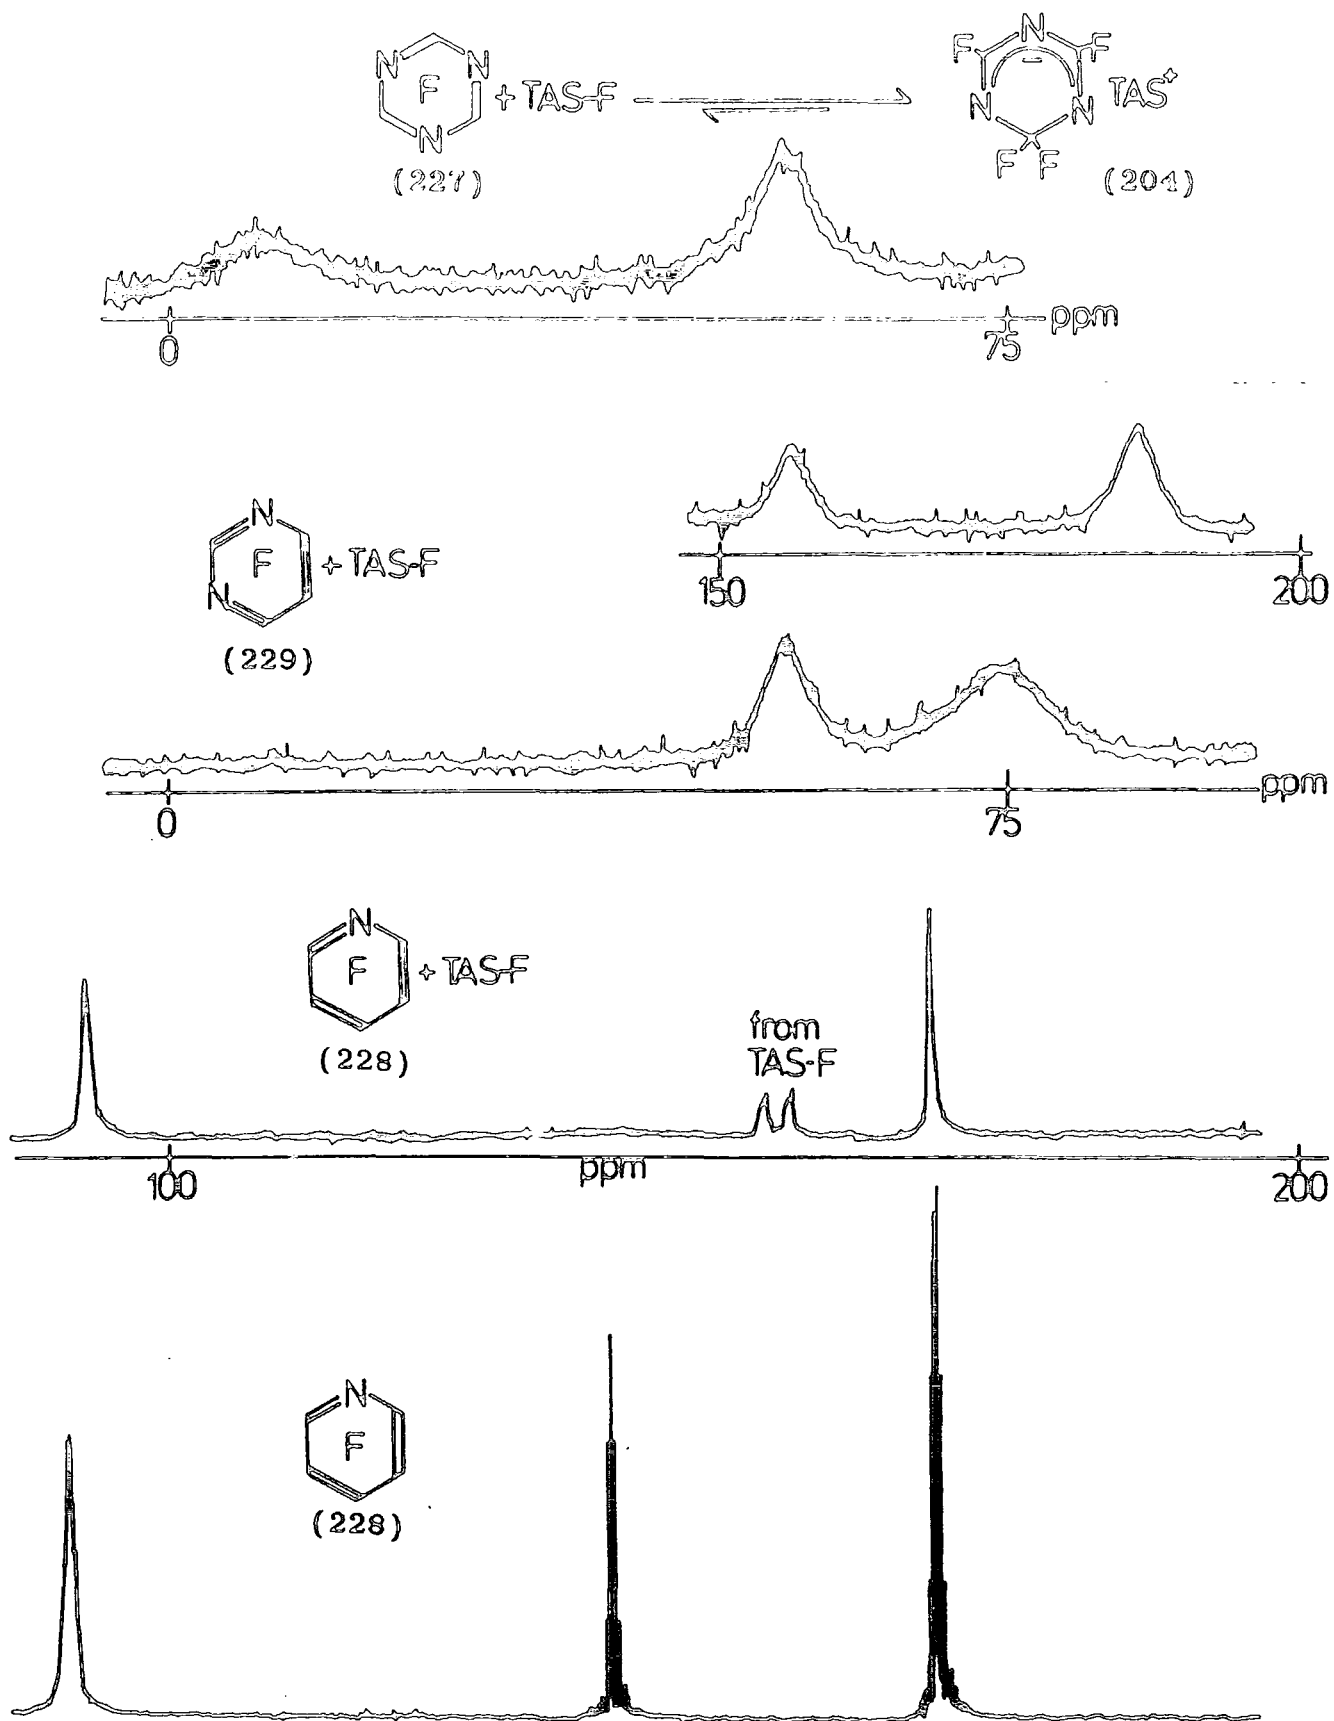 N N F N + TAS-F
(227)
N F F N N F F TAS+
(204)
0 75 ppm
N F N + TAS-F
(229)
150 200
0 75 ppm
N F + TAS-F
(228)
from
TAS-F
100 ppm 200
N
F
(228)